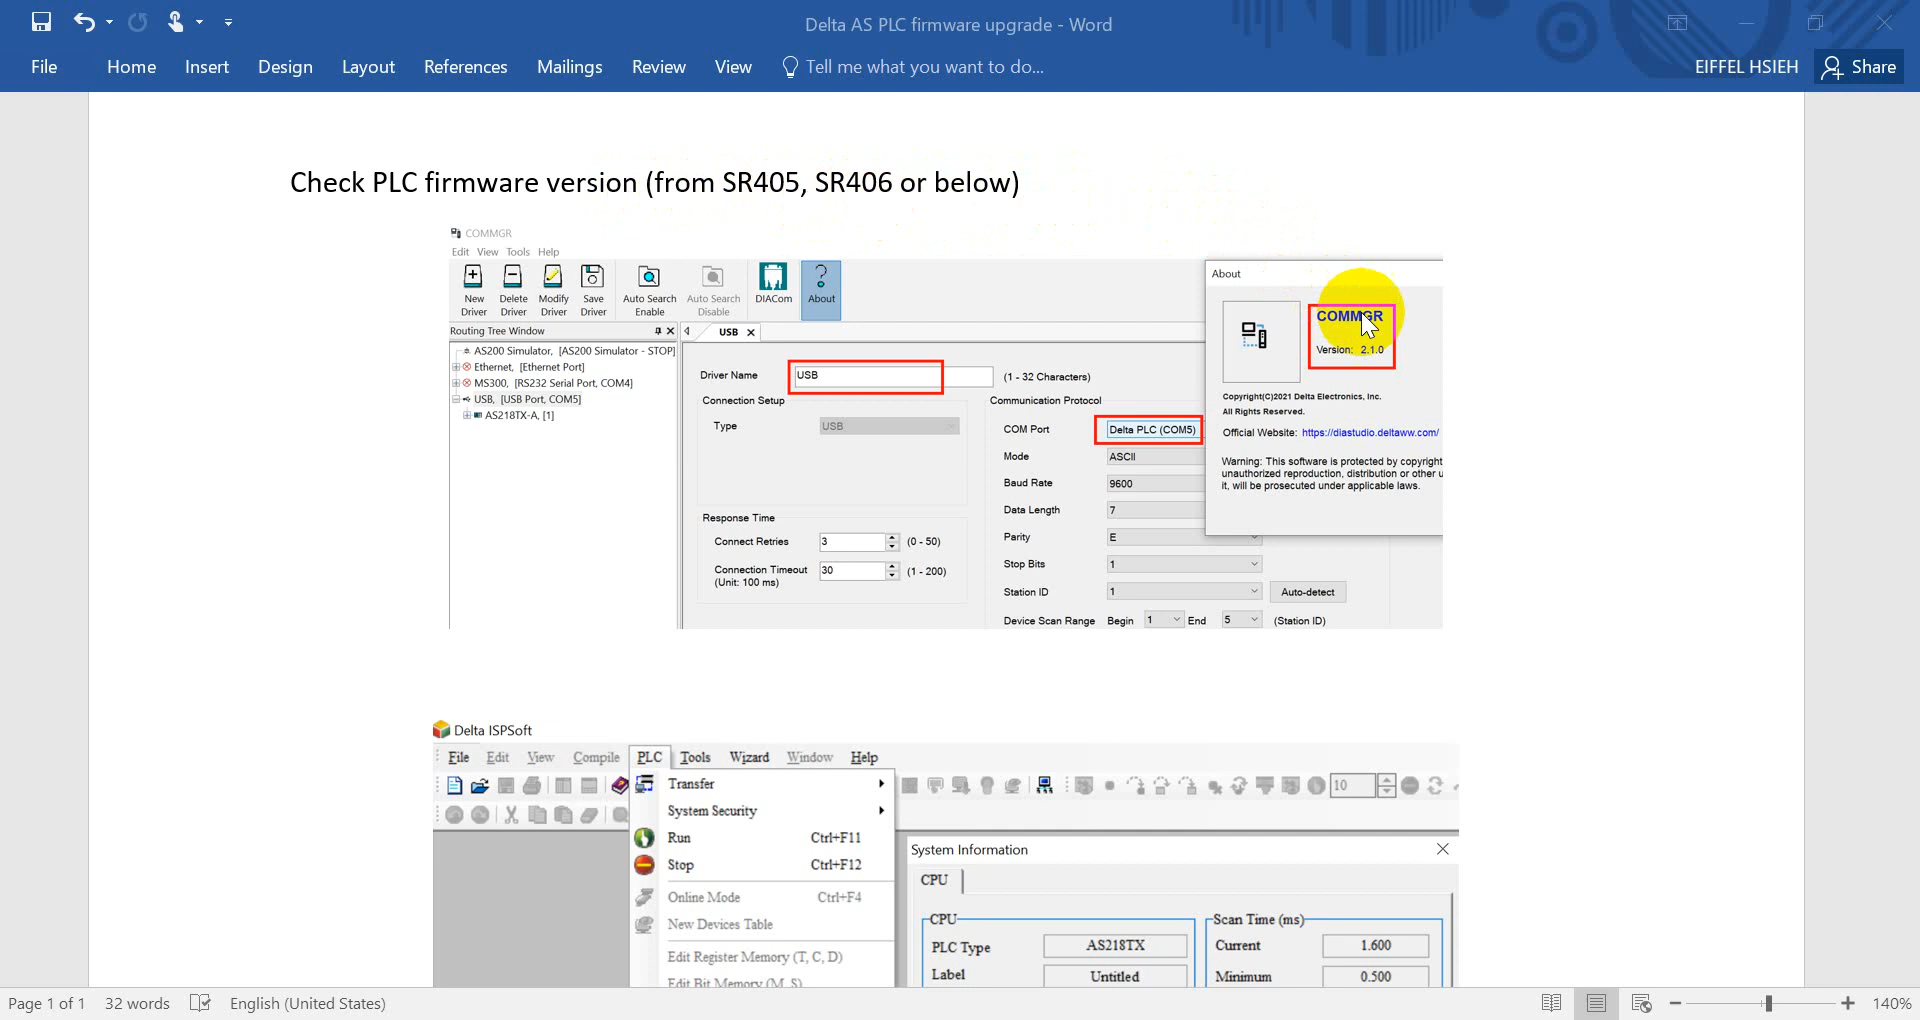 Delta AS PLC firmware upgrade - Word
File Home Insert Design Layout References Mailings Review View Tell me what you want to do... EIFFEL HSIEH Share
Check PLC firmware version (from SR405, SR406 or below)
COMMGR
Edit View Tools Help
New Driver
Delete Driver
Modify Driver
Save Driver
Auto Search Enable
Auto Search Disable
DIACom
About
Routing Tree Window
USB
AS200 Simulator, [AS200 Simulator - STOP]
Ethernet, [Ethernet Port]
MS300, [RS232 Serial Port, COM4]
USB, [USB Port, COM5]
AS218TX-A, [1]
Driver Name USB (1 - 32 Characters)
Connection Setup
Type USB
Response Time
Connect Retries 3 (0 - 50)
Connection Timeout 30 (1 - 200)
(Unit: 100 ms)
Communication Protocol
COM Port Delta PLC (COM5)
Mode ASCII
Baud Rate 9600
Data Length 7
Parity E
Stop Bits 1
Station ID 1 Auto-detect
Device Scan Range Begin 1 End 5 (Station ID)
About
COMMGR
Version: 2.1.0
Copyright(C)2021 Delta Electronics, Inc.
All Rights Reserved.
Official Website: https://diastudio.deltaww.com/
Warning: This software is protected by copyright
unauthorized reproduction, distribution or other u
it, will be prosecuted under applicable laws.
Delta ISPSoft
File Edit View Compile PLC Tools Wizard Window Help
10
Transfer
System Security
Run Ctrl+F11
Stop Ctrl+F12
Online Mode Ctrl+F4
New Devices Table
Edit Register Memory (T, C, D)
Edit Bit Memory (M, S)
System Information
CPU
CPU
PLC Type AS218TX
Label Untitled
Scan Time (ms)
Current 1.600
Minimum 0.500
Page 1 of 1 32 words English (United States) 140%